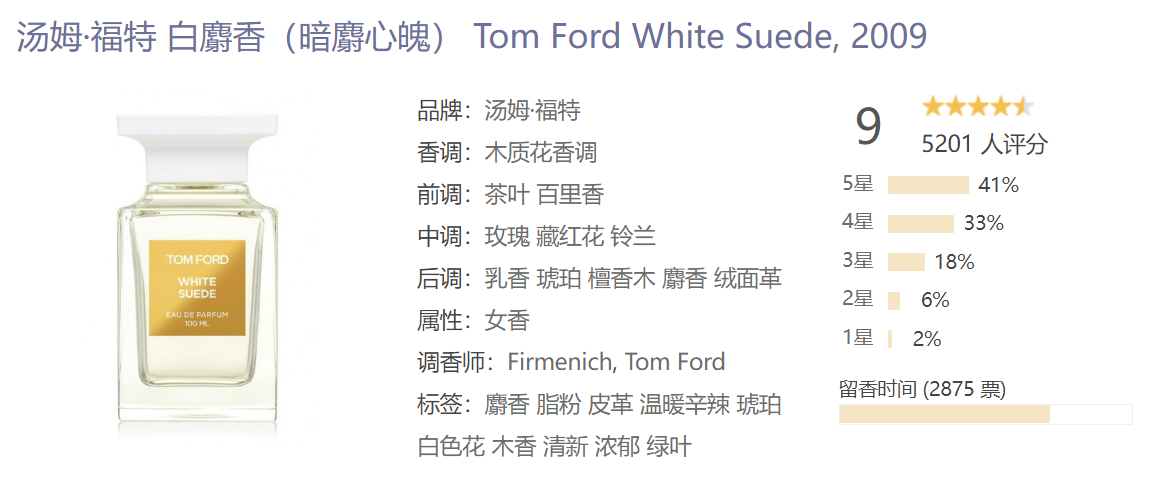 汤姆·福特 白麝香（暗麝心魄） Tom Ford White Suede, 2009
TOM FORD
WHITE
SUEDE
EAU DE PARFUM
100 ML
品牌：汤姆·福特
香调：木质花香调
前调：茶叶 百里香
中调：玫瑰 藏红花 铃兰
后调：乳香 琥珀 檀香木 麝香 绒面革
属性：女香
调香师：Firmenich, Tom Ford
标签：麝香 脂粉 皮革 温暖辛辣 琥珀
白色花 木香 清新 浓郁 绿叶
9
5201 人评分
5星 41%
4星 33%
3星 18%
2星 6%
1星 2%
留香时间 (2875 票)